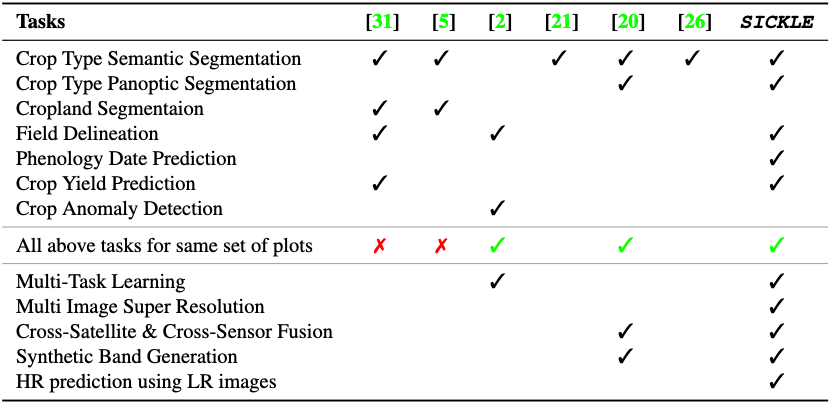 Tasks [31] [5] [2] [21] [20] [26] SICKLE
Crop Type Semantic Segmentation ✓ ✓ ✓ ✓ ✓ ✓
Crop Type Panoptic Segmentation ✓ ✓
Cropland Segmentaion ✓ ✓
Field Delineation ✓ ✓ ✓
Phenology Date Prediction ✓
Crop Yield Prediction ✓ ✓
Crop Anomaly Detection ✓
All above tasks for same set of plots ✗ ✗ ✓ ✓ ✓
Multi-Task Learning ✓ ✓
Multi Image Super Resolution ✓
Cross-Satellite & Cross-Sensor Fusion ✓ ✓
Synthetic Band Generation ✓ ✓
HR prediction using LR images ✓